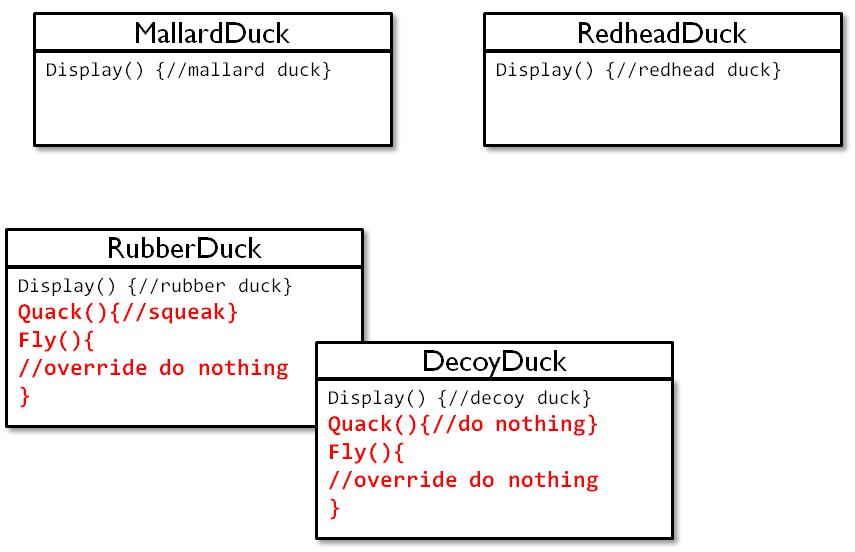 MallardDuck
Display() {//mallard duck}
RedheadDuck
Display() {//redhead duck}
RubberDuck
Display() {//rubber duck}
Quack(){//squeak}
Fly(){
//override do nothing
}
DecoyDuck
Display() {//decoy duck}
Quack(){//do nothing}
Fly(){
//override do nothing
}